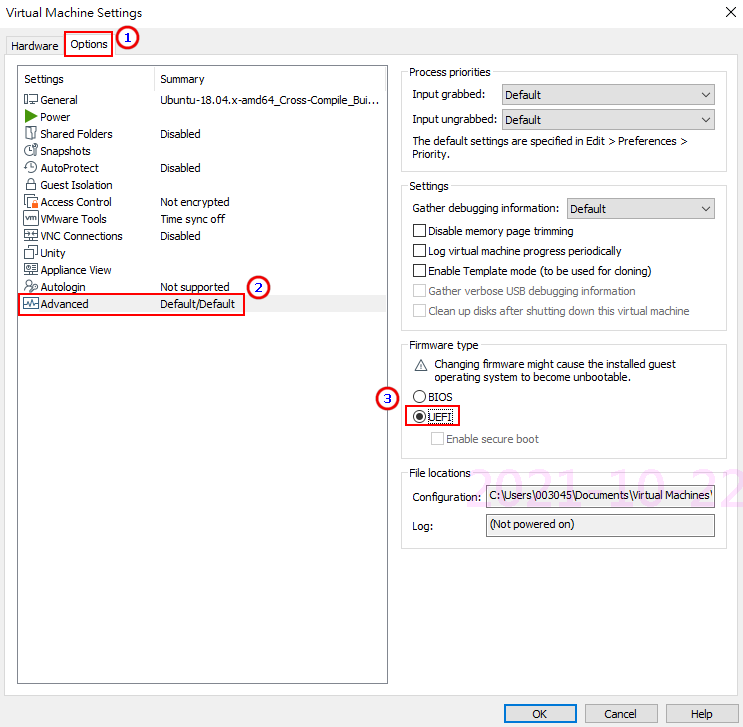 Virtual Machine Settings
Hardware Options 1
Settings Summary
General Ubuntu-18.04.x-amd64_Cross-Compile_Bui...
Power
Shared Folders Disabled
Snapshots
AutoProtect Disabled
Guest Isolation
Access Control Not encrypted
vm VMware Tools Time sync off
VNC Connections Disabled
Unity
Appliance View
Autologin Not supported
2
Advanced Default/Default
Process priorities
Input grabbed: Default
Input ungrabbed: Default
The default settings are specified in Edit > Preferences >
Priority.
Settings
Gather debugging information: Default
Disable memory page trimming
Log virtual machine progress periodically
Enable Template mode (to be used for cloning)
Gather verbose USB debugging information
Clean up disks after shutting down this virtual machine
Firmware type
Changing firmware might cause the installed guest
operating system to become unbootable.
3
BIOS
UEFI
Enable secure boot
File locations
2021-10-22
Configuration: C:\Users\003045\Documents\Virtual Machines\
Log: (Not powered on)
OK Cancel Help